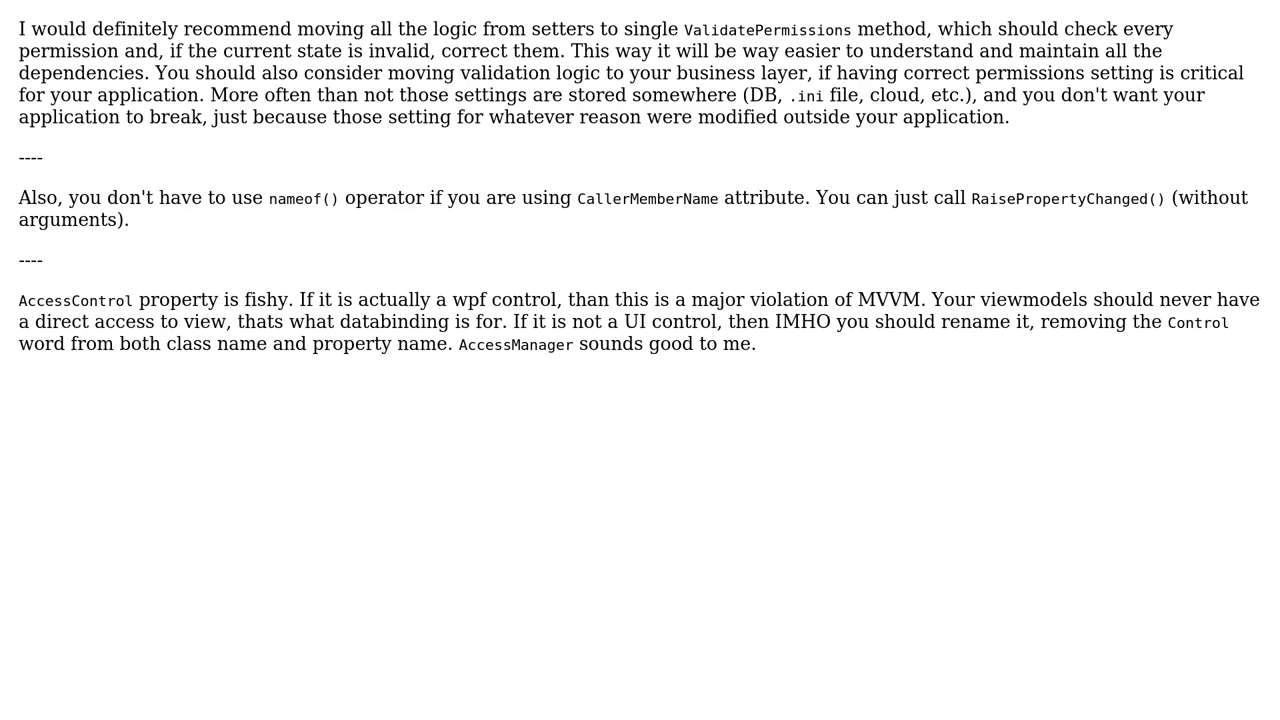 I would definitely recommend moving all the logic from setters to single ValidatePermissions method, which should check every
permission and, if the current state is invalid, correct them. This way it will be way easier to understand and maintain all the
dependencies. You should also consider moving validation logic to your business layer, if having correct permissions setting is critical
for your application. More often than not those settings are stored somewhere (DB, .ini file, cloud, etc.), and you don't want your
application to break, just because those setting for whatever reason were modified outside your application.
----
Also, you don't have to use nameof() operator if you are using CallerMemberName attribute. You can just call RaisePropertyChanged() (without
arguments).
----
AccessControl property is fishy. If it is actually a wpf control, than this is a major violation of MVVM. Your viewmodels should never have
a direct access to view, thats what databinding is for. If it is not a UI control, then IMHO you should rename it, removing the Control
word from both class name and property name. AccessManager sounds good to me.